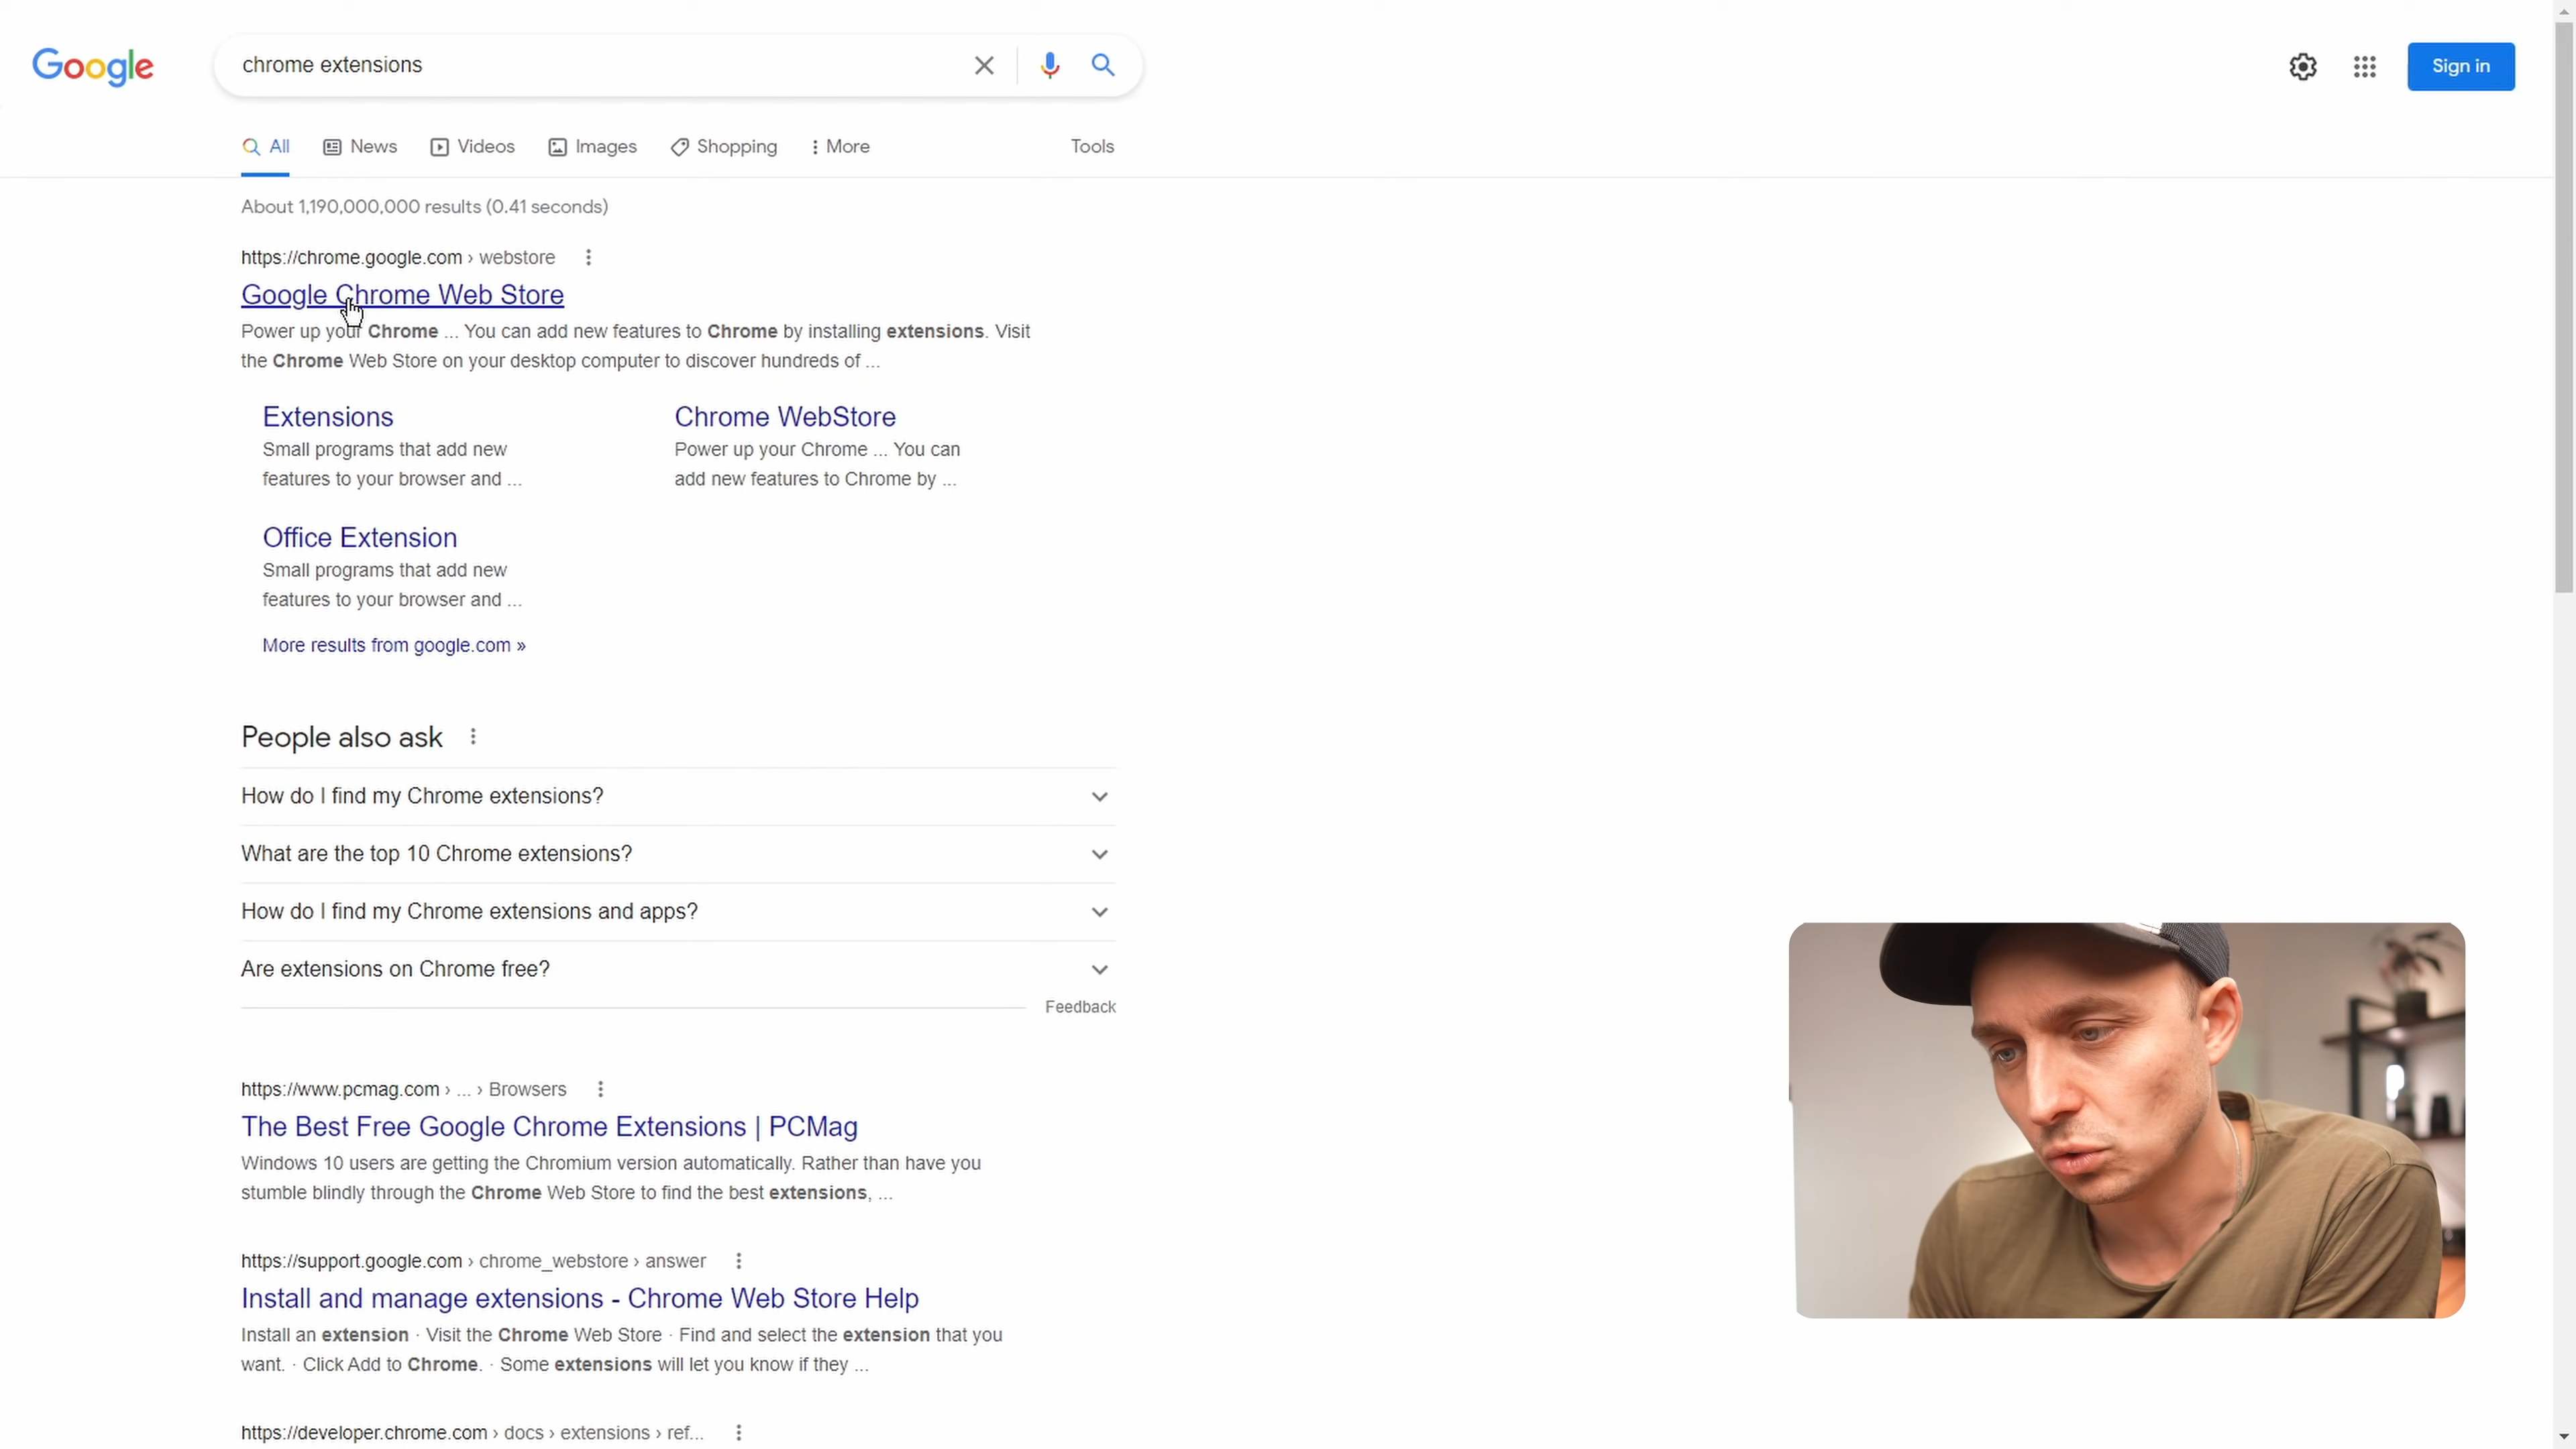 Google
chrome extensions
Sign in
All
News
Videos
Images
Shopping
More
Tools
About 1,190,000,000 results (0.41 seconds)
https://chrome.google.com › webstore
Google Chrome Web Store
Power up your Chrome ... You can add new features to Chrome by installing extensions. Visit
the Chrome Web Store on your desktop computer to discover hundreds of ...
Extensions
Small programs that add new
features to your browser and ...
Chrome WebStore
Power up your Chrome ... You can
add new features to Chrome by ...
Office Extension
Small programs that add new
features to your browser and ...
More results from google.com »
People also ask
How do I find my Chrome extensions?
What are the top 10 Chrome extensions?
How do I find my Chrome extensions and apps?
Are extensions on Chrome free?
Feedback
https://www.pcmag.com › ... › Browsers
The Best Free Google Chrome Extensions | PCMag
Windows 10 users are getting the Chromium version automatically. Rather than have you
stumble blindly through the Chrome Web Store to find the best extensions, ...
https://support.google.com › chrome_webstore › answer
Install and manage extensions - Chrome Web Store Help
Install an extension · Visit the Chrome Web Store · Find and select the extension that you
want. · Click Add to Chrome. · Some extensions will let you know if they ...
https://developer.chrome.com › docs › extensions › ref...